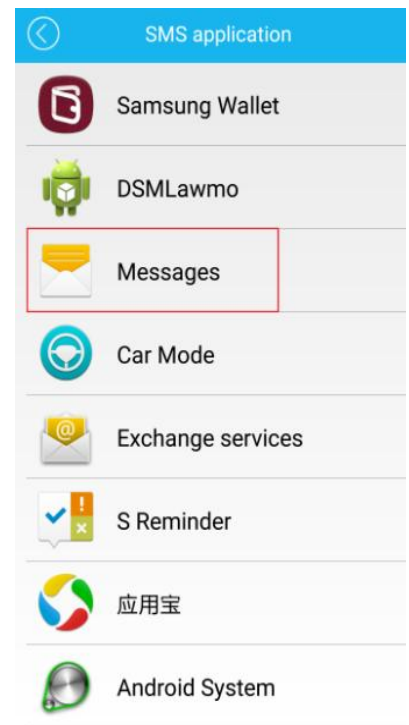 SMS application
Samsung Wallet
DSMLawmo
Messages
Car Mode
@
Exchange services
S Reminder
应用宝
Android System